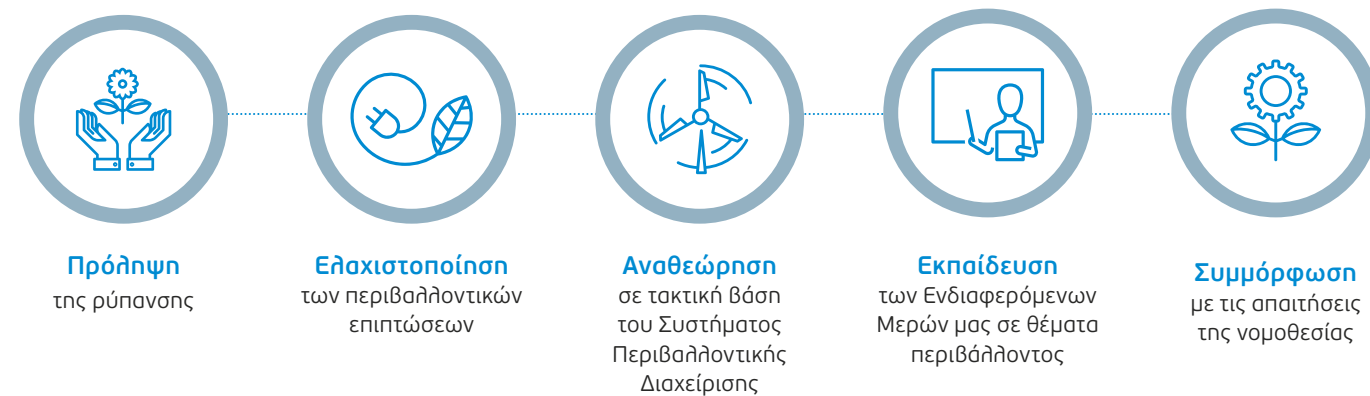 Πρόληψη
της ρύπανσης
Ελαχιστοποίηση
των περιβαλλοντικών
επιπτώσεων
Αναθεώρηση
σε τακτική βάση
του Συστήματος
Περιβαλλοντικής
Διαχείρισης
Εκπαίδευση
των Ενδιαφερόμενων
Μερών μας σε θέματα
περιβάλλοντος
Συμμόρφωση
με τις απαιτήσεις
της νομοθεσίας